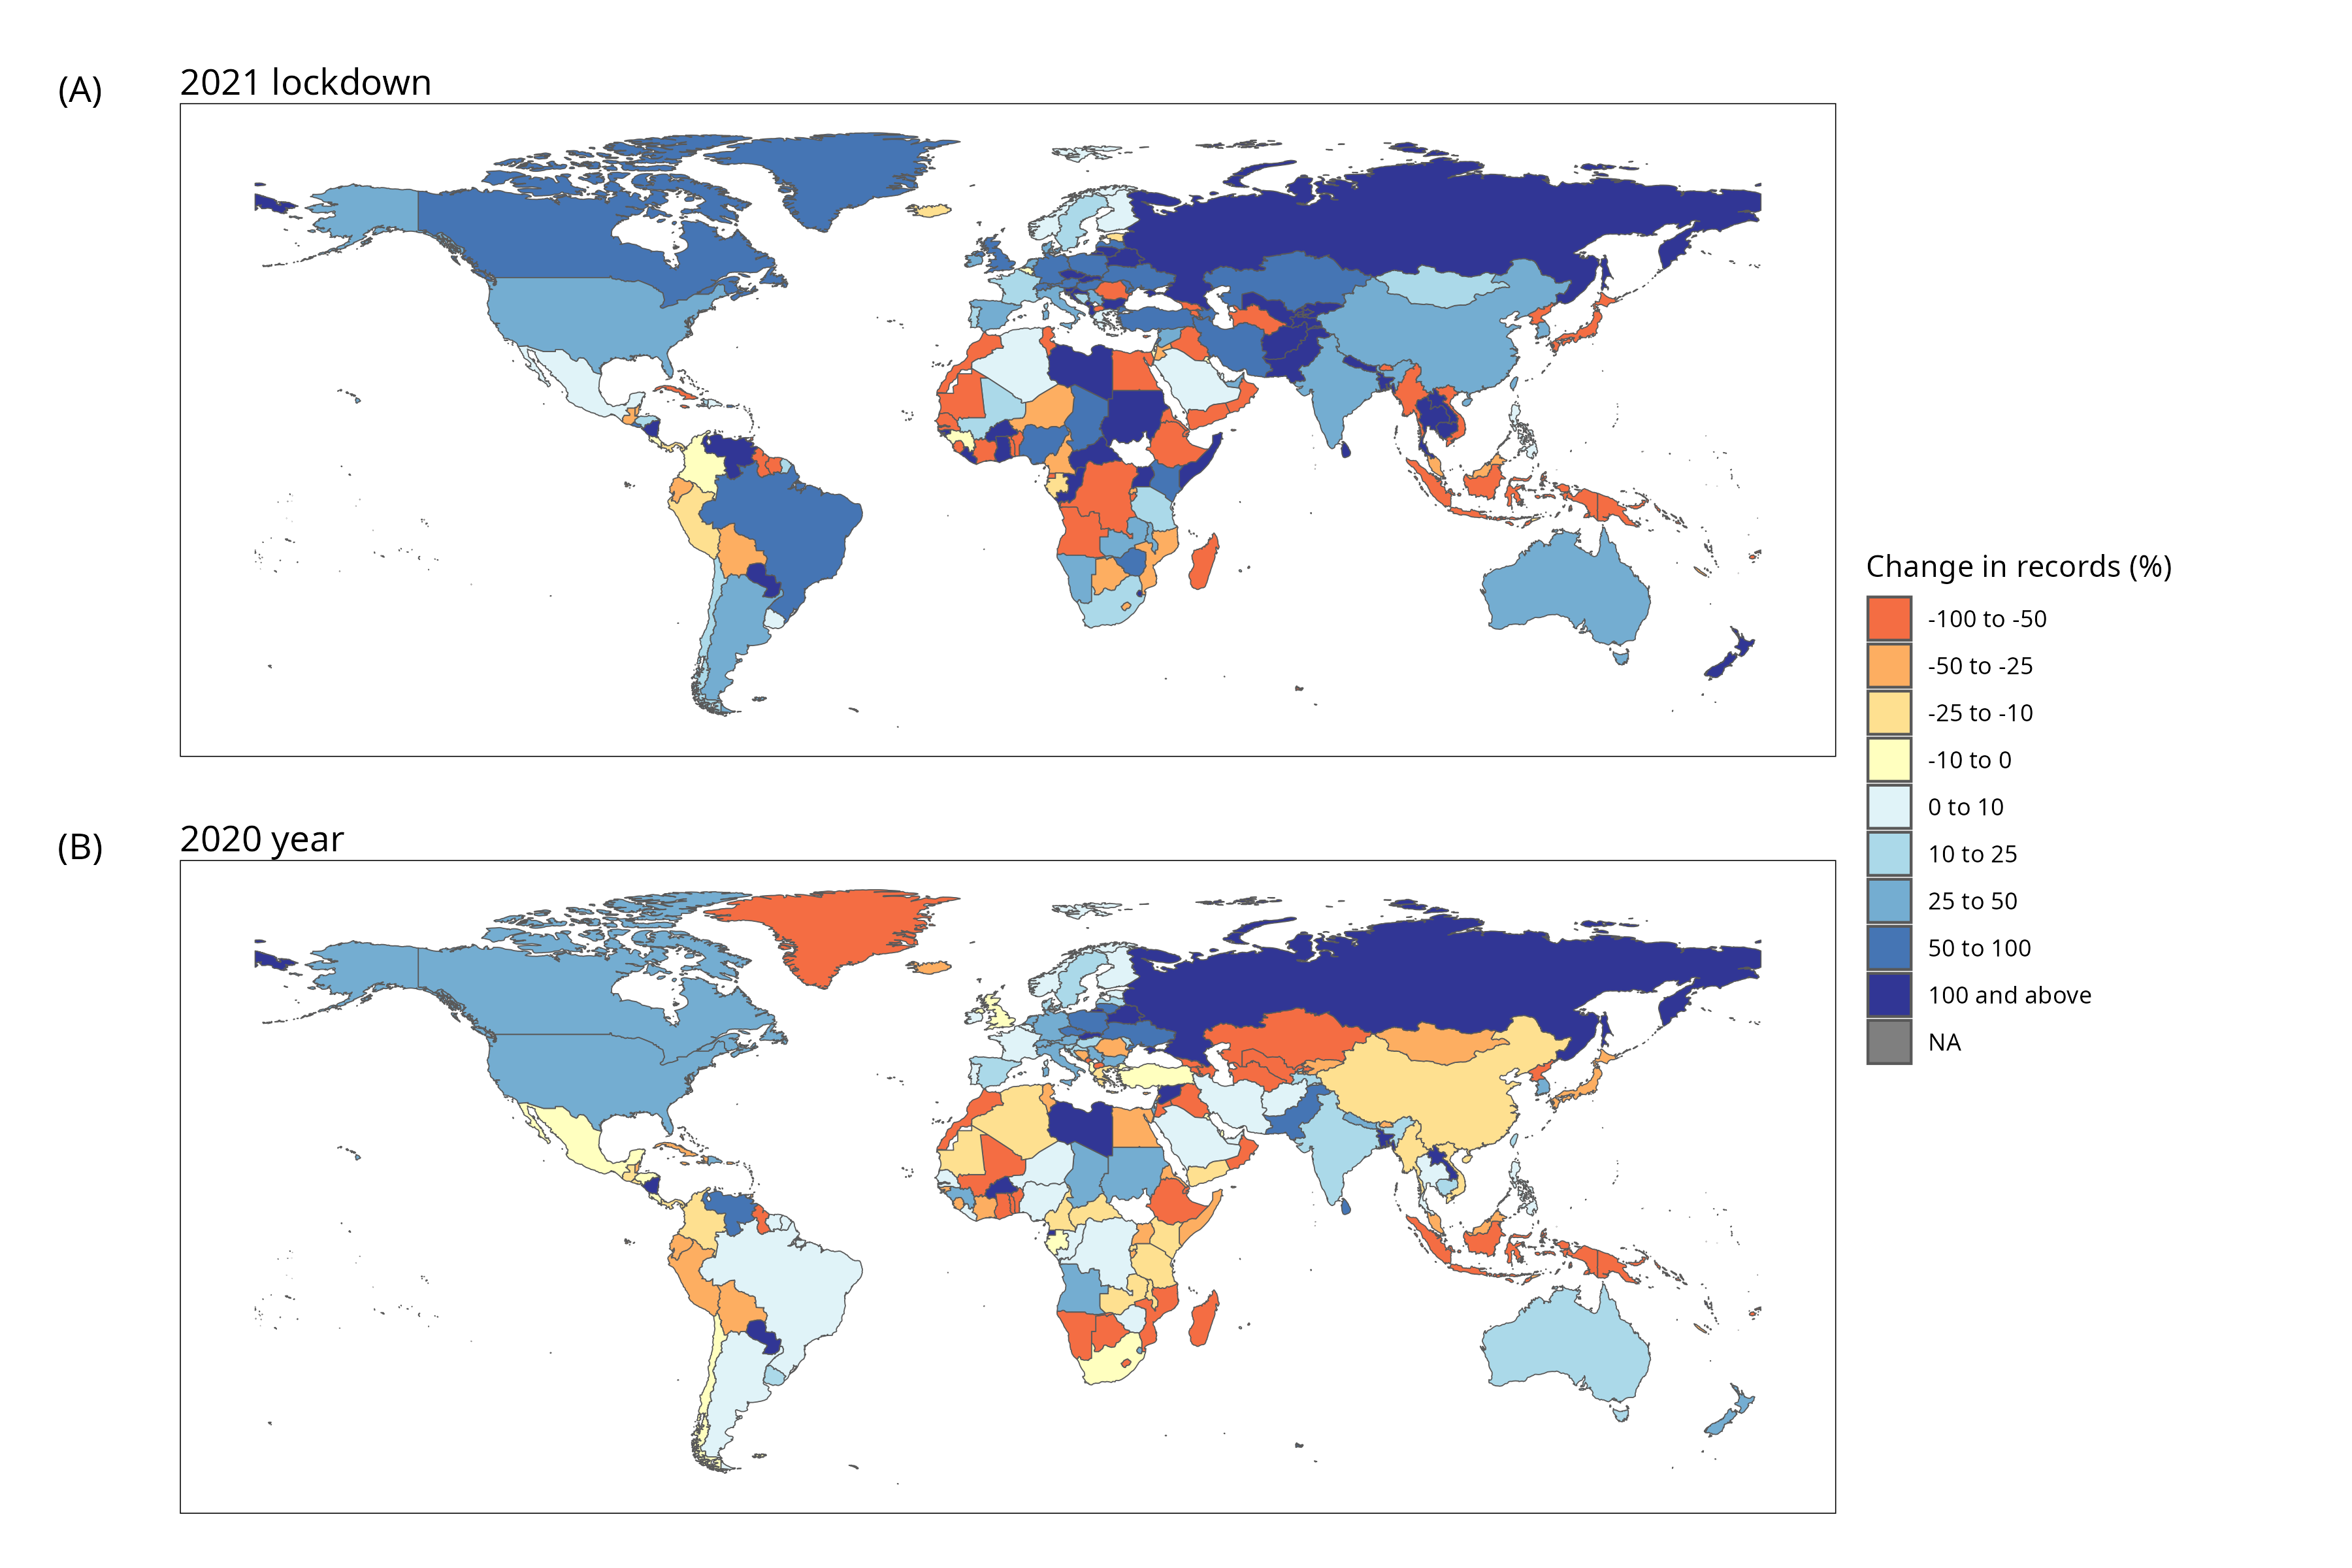 (A)
2021 lockdown
(B)
2020 year
Change in records (%)
-100 to -50
-50 to -25
-25 to -10
-10 to 0
0 to 10
10 to 25
25 to 50
50 to 100
100 and above
NA